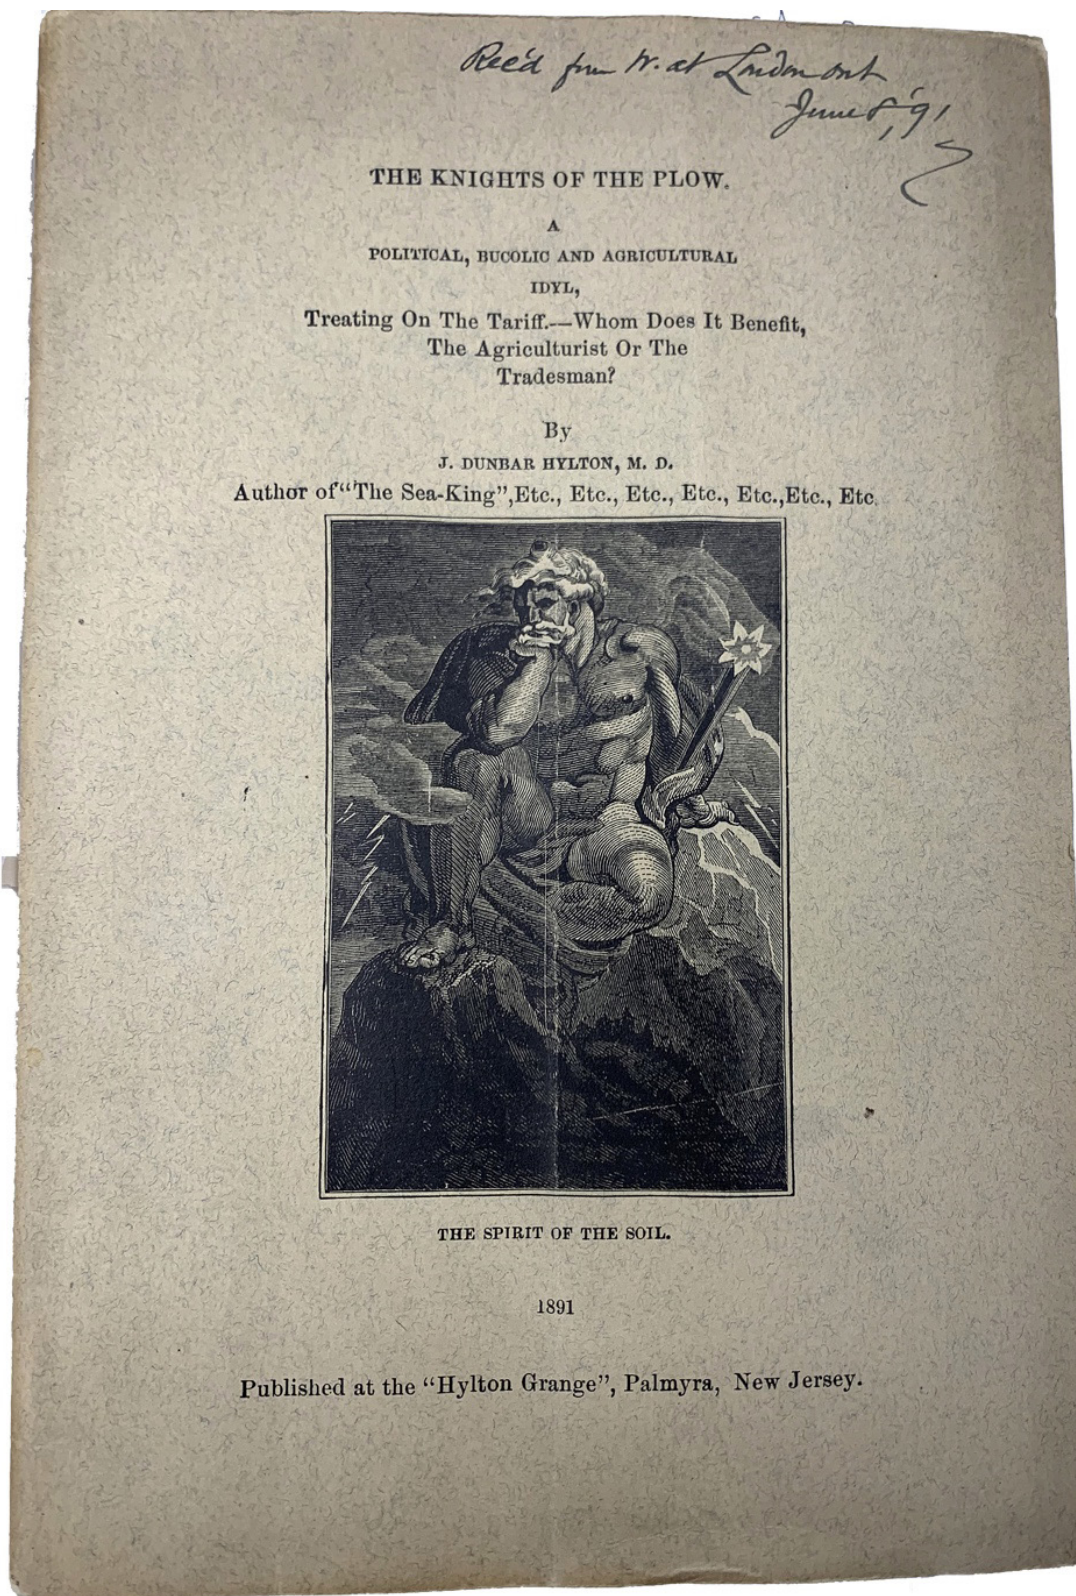 Rec'd from W. at London Ont
June 8, '91
THE KNIGHTS OF THE PLOW.
A
POLITICAL, BUCOLIC AND AGRICULTURAL
IDYL,
Treating On The Tariff.—Whom Does It Benefit,
The Agriculturist Or The
Tradesman?
By
J. DUNBAR HYLTON, M. D.
Author of "The Sea-King",Etc., Etc., Etc., Etc., Etc.,Etc., Etc.
THE SPIRIT OF THE SOIL.
1891
Published at the "Hylton Grange", Palmyra, New Jersey.